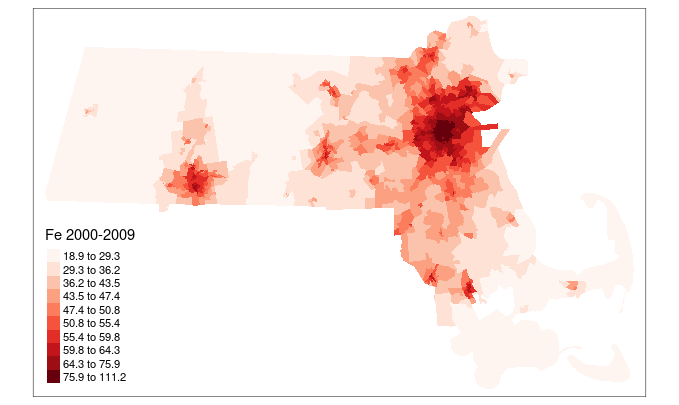 Fe 2000-2009
18.9 to 29.3
29.3 to 36.2
36.2 to 43.5
43.5 to 47.4
47.4 to 50.8
50.8 to 55.4
55.4 to 59.8
59.8 to 64.3
64.3 to 75.9
75.9 to 111.2